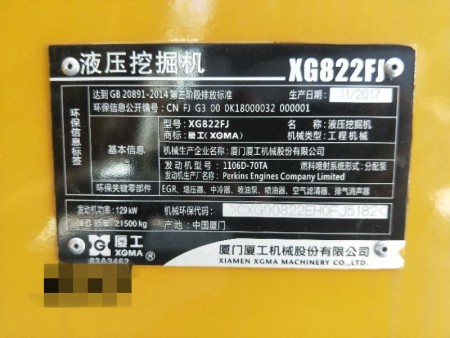 液压挖掘机 XG822FJ
达到 GB 20891-2014 第三阶段排放标准 生产日期: 11/2017
环保信息公开编号: CN FJ G3 00 0K18000032 000001
环保信息标签
基本信息
型号: XG822FJ 名称: 液压挖掘机
商标: 厦工(XGMA) 机械类型: 工程机械
机械生产企业名称: 厦门厦工机械股份有限公司
发动机型号: 1106D-70TA 燃料喷射系统形式: 分配泵
发动机生产厂名称: Perkins Engines Company Limited
环保关键零部件 EGR、增压器、中冷器、喷油泵、喷油器、空气滤清器、排气消声器
发动机功率: 129 kW 机械环保代码:
21500 kg 产地: 中国厦门
厦工
XGMA
83A3462
厦门厦工机械股份有限公司
XIAMEN XGMA MACHINERY CO., LTD.